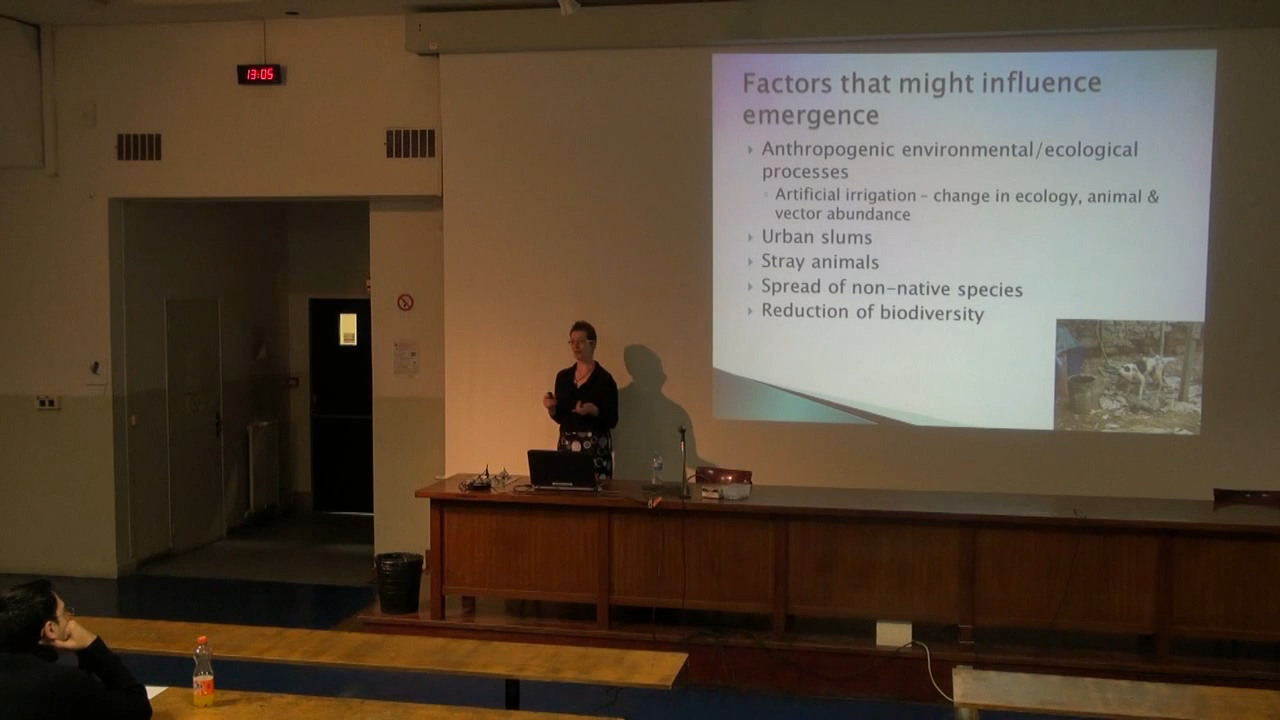 13:05
Factors that might influence
emergence
Anthropogenic environmental/ecological
processes
Artificial irrigation – change in ecology, animal &
vector abundance
Urban slums
Stray animals
Spread of non-native species
Reduction of biodiversity